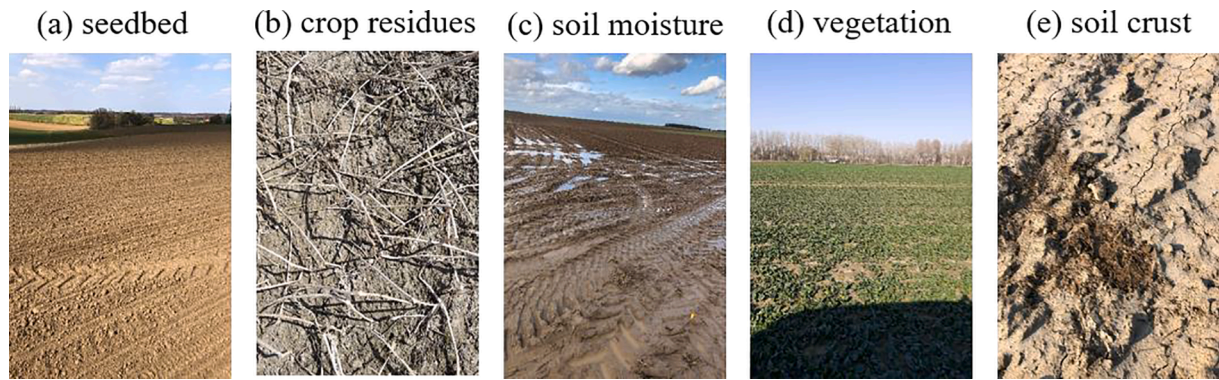 (a) seedbed
(b) crop residues
(c) soil moisture
(d) vegetation
(e) soil crust